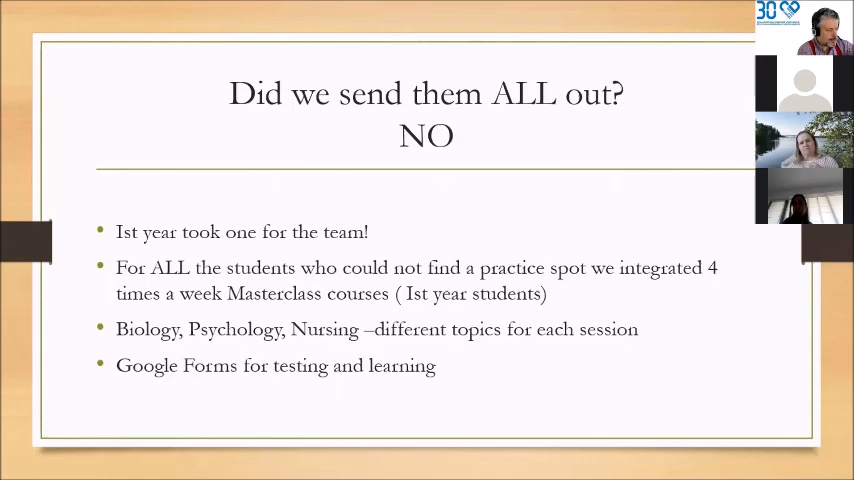 Did we send them ALL out?
NO
Ist year took one for the team!
For ALL the students who could not find a practice spot we integrated 4
times a week Masterclass courses ( Ist year students)
Biology, Psychology, Nursing –different topics for each session
Google Forms for testing and learning
30